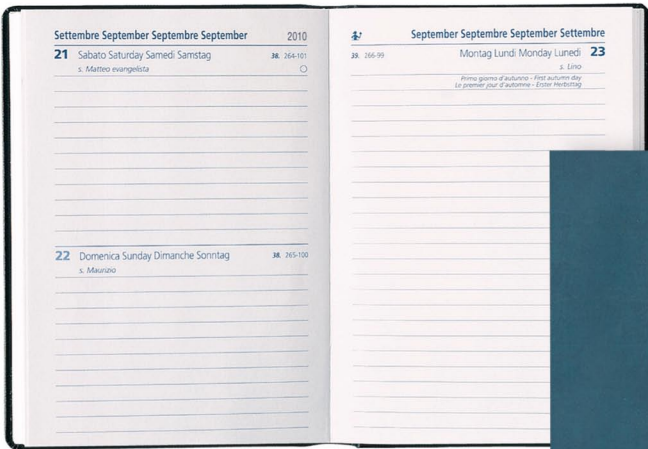 Settembre September Septembre September 2010
21 Sabato Saturday Samedi Samstag 38. 264-101
s. Matteo evangelista
22 Domenica Sunday Dimanche Sonntag 38. 265-100
s. Maurizio
September Septembre September Settembre
39. 266-99 Montag Lundi Monday Lunedì 23
s. Lino
Primo giorno d'autunno - First autumn day
Le premier jour d'automne - Erster Herbsttag